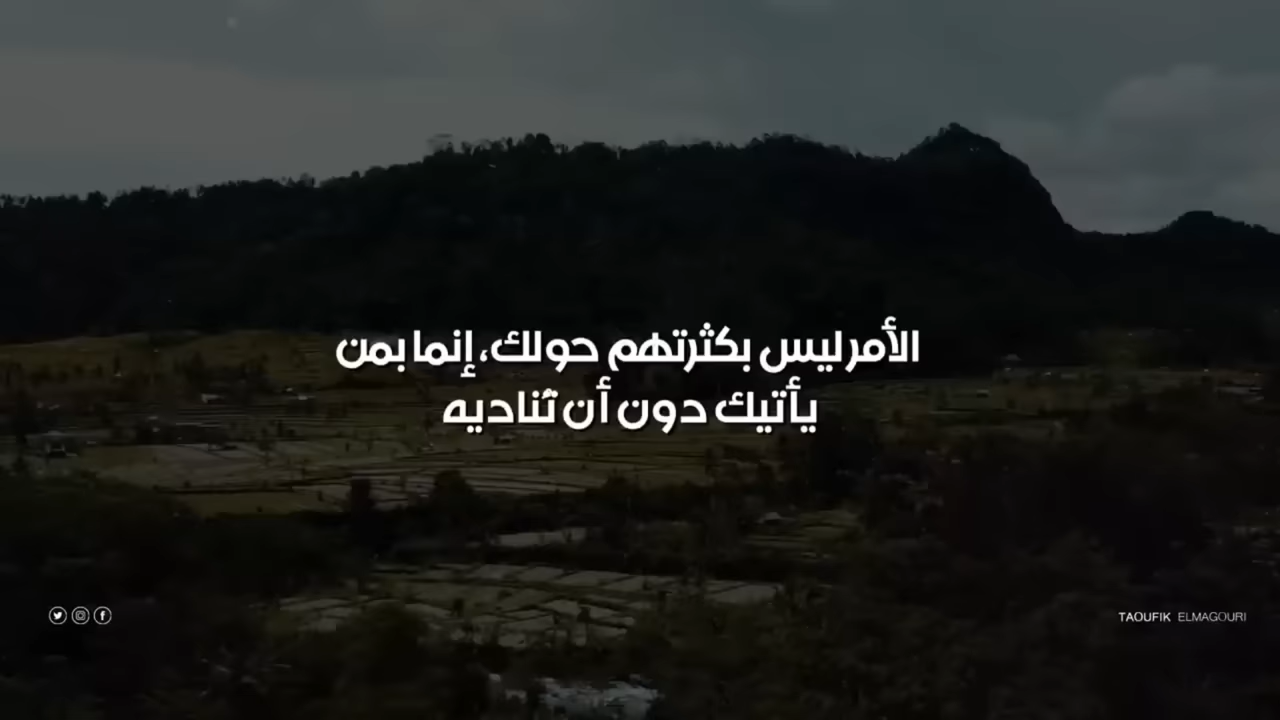 الأمر ليس بكثرتهم حولك، إنما بمن
يأتيك دون أن تناديه
TAOUFIK ELMAGOURI